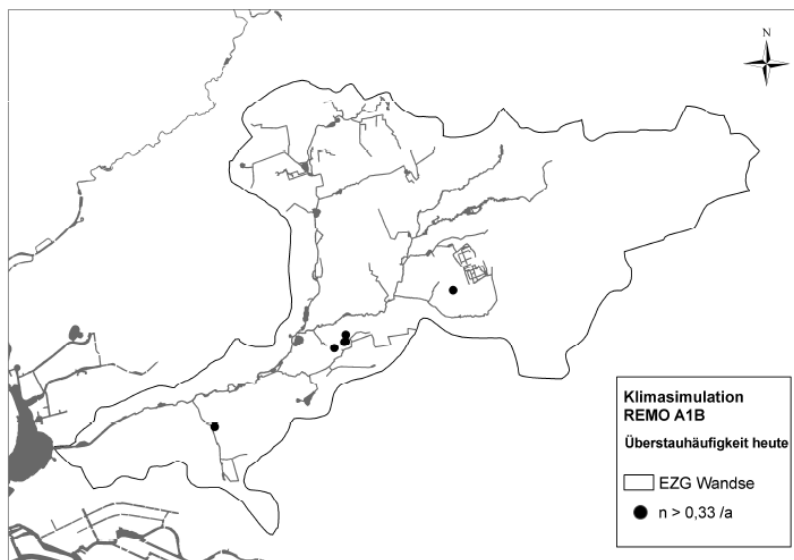 N
Klimasimulation
REMO A1B
Überstauhäufigkeit heute
EZG Wandse
n > 0,33 /a